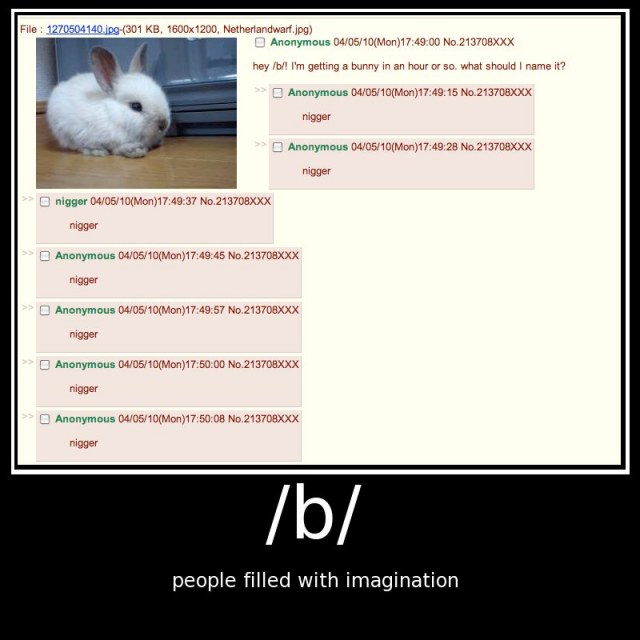 File : 1270504140.jpg-(301 KB, 1600x1200, Netherlandwarf.jpg)
Anonymous 04/05/10(Mon)17:49:00 No.213708XXX
hey /b/! I'm getting a bunny in an hour or so. what should I name it?
>> Anonymous 04/05/10(Mon)17:49:15 No.213708XXX
nigger
>> Anonymous 04/05/10(Mon)17:49:28 No.213708XXX
nigger
>> nigger 04/05/10(Mon)17:49:37 No.213708XXX
nigger
>> Anonymous 04/05/10(Mon)17:49:45 No.213708XXX
nigger
>> Anonymous 04/05/10(Mon)17:49:57 No.213708XXX
nigger
>> Anonymous 04/05/10(Mon)17:50:00 No.213708XXX
nigger
>> Anonymous 04/05/10(Mon)17:50:08 No.213708XXX
nigger
/b/
people filled with imagination